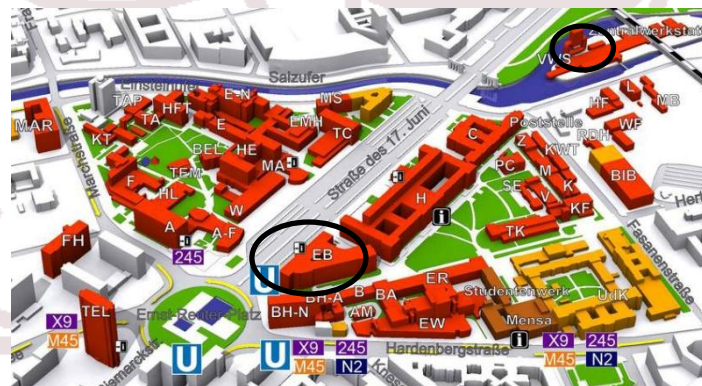 Zentralwerkstatt
VWS
Salzufer
Einsteinufer
E-N
MS
TAP
HFT
TA
MAR
KT
E
EMH
TC
BEL
HE
MA
Marchstraße
Straße des 17. Juni
L
MB
HF
WF
Poststelle
RDH
C
Z
KWT
PC
M
BIB
SE
K
V
KF
TEM
F
HL
W
H
i
A
A-F
TK
245
EB
FH
U
Fasanenstraße
ER
B
BA
BH-A
BH-N
AM
EW
Studentenwerk
UdK
Mensa
TEL
Ernst-Reuter-Platz
X9
M45
U
U
X9 245
M45 N2
Hardenbergstraße
i
X9 245
M45 N2